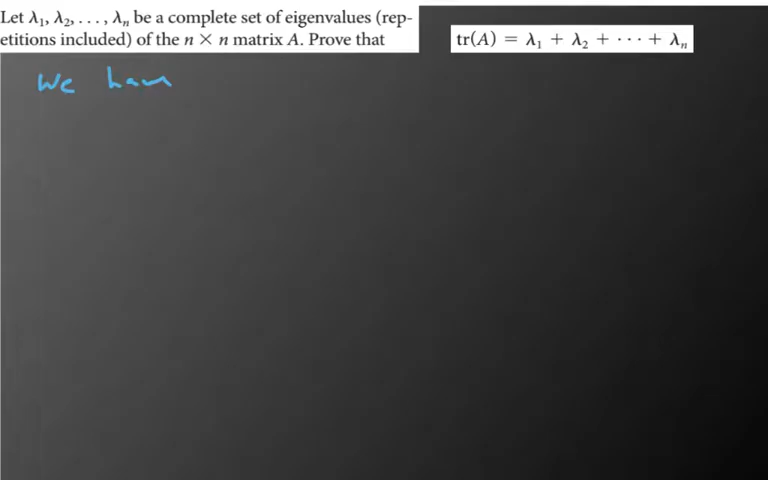 Let λ₁, λ₂, . . . , λₙ be a complete set of eigenvalues (rep-
etitions included) of the n × n matrix A. Prove that
tr(A) = λ₁ + λ₂ + · · · + λₙ
We have